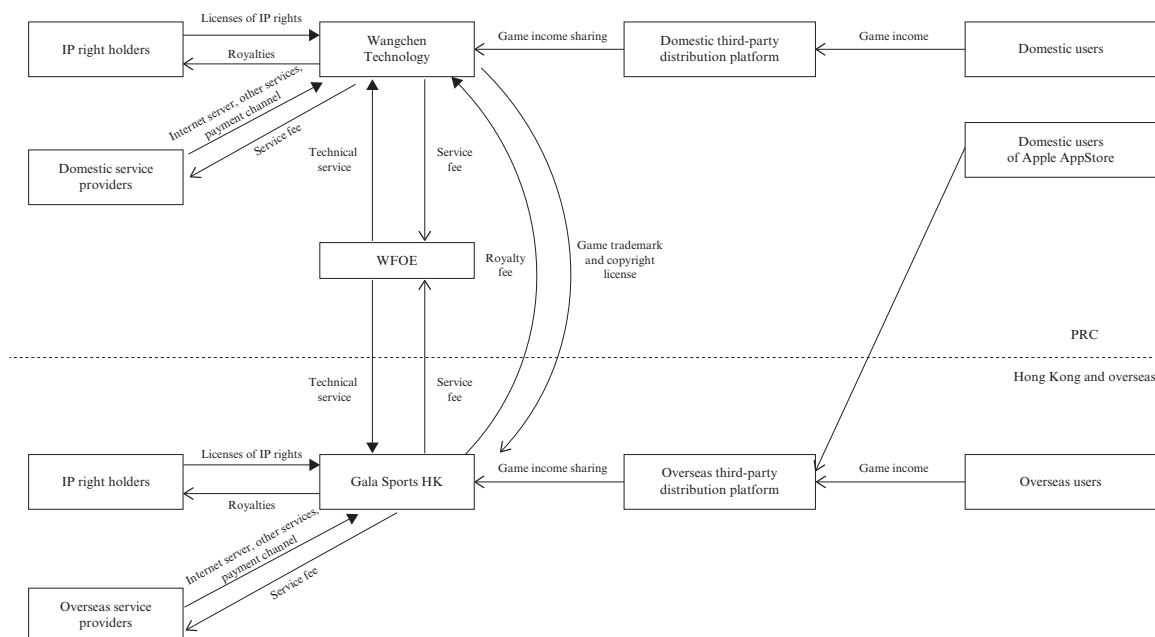 Licenses of IP rights
IP right holders
Royalties
Wangchen
Technology
Game income sharing
Domestic third-party
distribution platform
Game income
Domestic users
Internet server, other services,
payment channel
Service fee
Domestic service
providers
Technical
service
Service
fee
Domestic users
of Apple AppStore
WFOE
Royalty
fee
Game trademark
and copyright
license
PRC
Hong Kong and overseas
Technical
service
Service
fee
Licenses of IP rights
IP right holders
Royalties
Gala Sports HK
Game income sharing
Overseas third-party
distribution platform
Game income
Overseas users
Internet server, other services,
payment channel
Service fee
Overseas service
providers